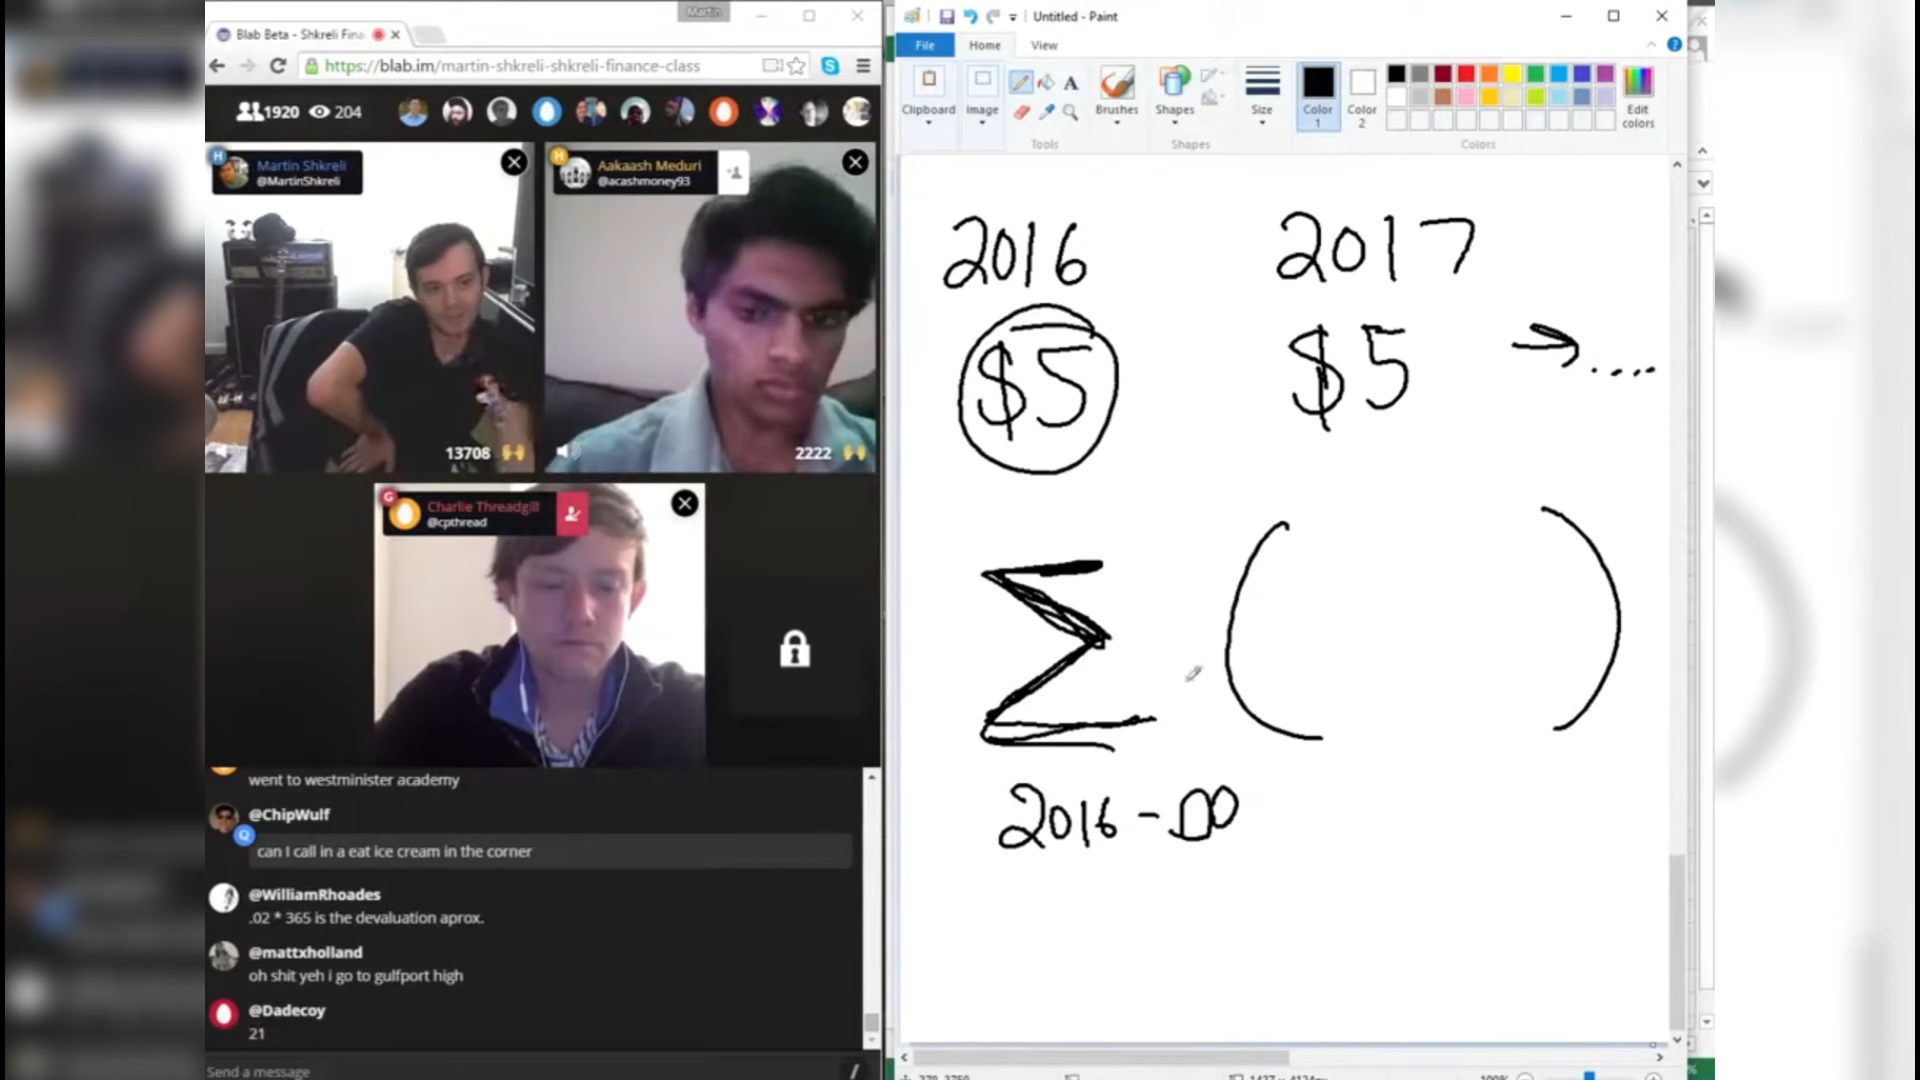 Martin
Blab Beta - Shkreli Fina
https://blab.im/martin-shkreli-shkreli-finance-class
1920 204
H
Martin Shkreli
@MartinShkreli
13708
H
Aakaash Meduri
@acashmoney93
2222
G
Charlie Threadgill
@cpthread
went to westminister academy
@ChipWulf
Q
can I call in a eat ice cream in the corner
@WilliamRhoades
.02 * 365 is the devaluation aprox.
@mattxholland
oh shit yeh i go to gulfport high
@Dadecoy
21
Send a message /
Untitled - Paint
File Home View
Clipboard Image Tools Brushes Shapes Size Color 1 Color 2 Edit colors
Shapes Colors
2016 2017
$5 $5 → ....
Σ ( )
2016 - ∞
100%